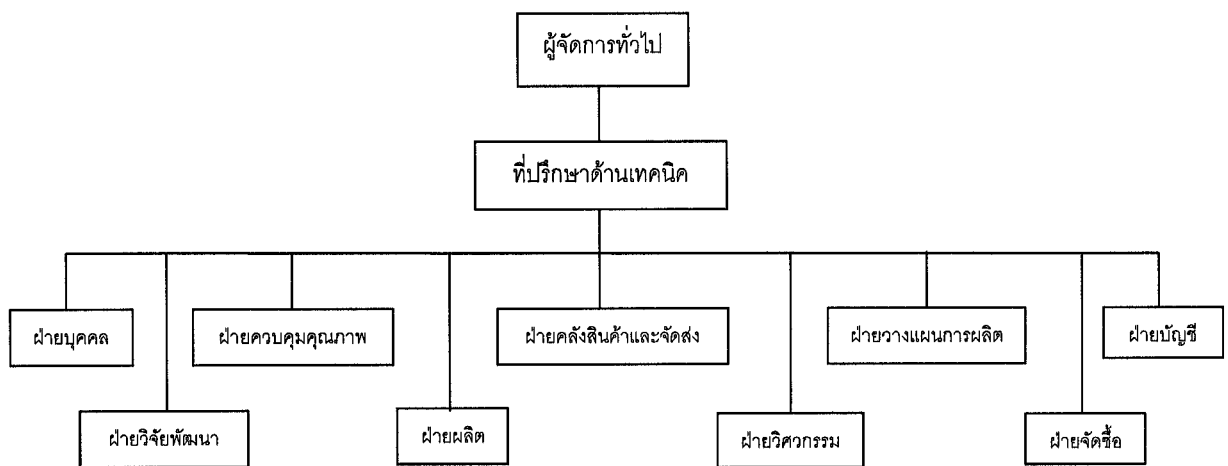 ผู้จัดการทั่วไป
ที่ปรึกษาด้านเทคนิค
ฝ่ายบุคคล
ฝ่ายควบคุมคุณภาพ
ฝ่ายคลังสินค้าและจัดส่ง
ฝ่ายวางแผนการผลิต
ฝ่ายบัญชี
ฝ่ายวิจัยพัฒนา
ฝ่ายผลิต
ฝ่ายวิศวกรรม
ฝ่ายจัดซื้อ